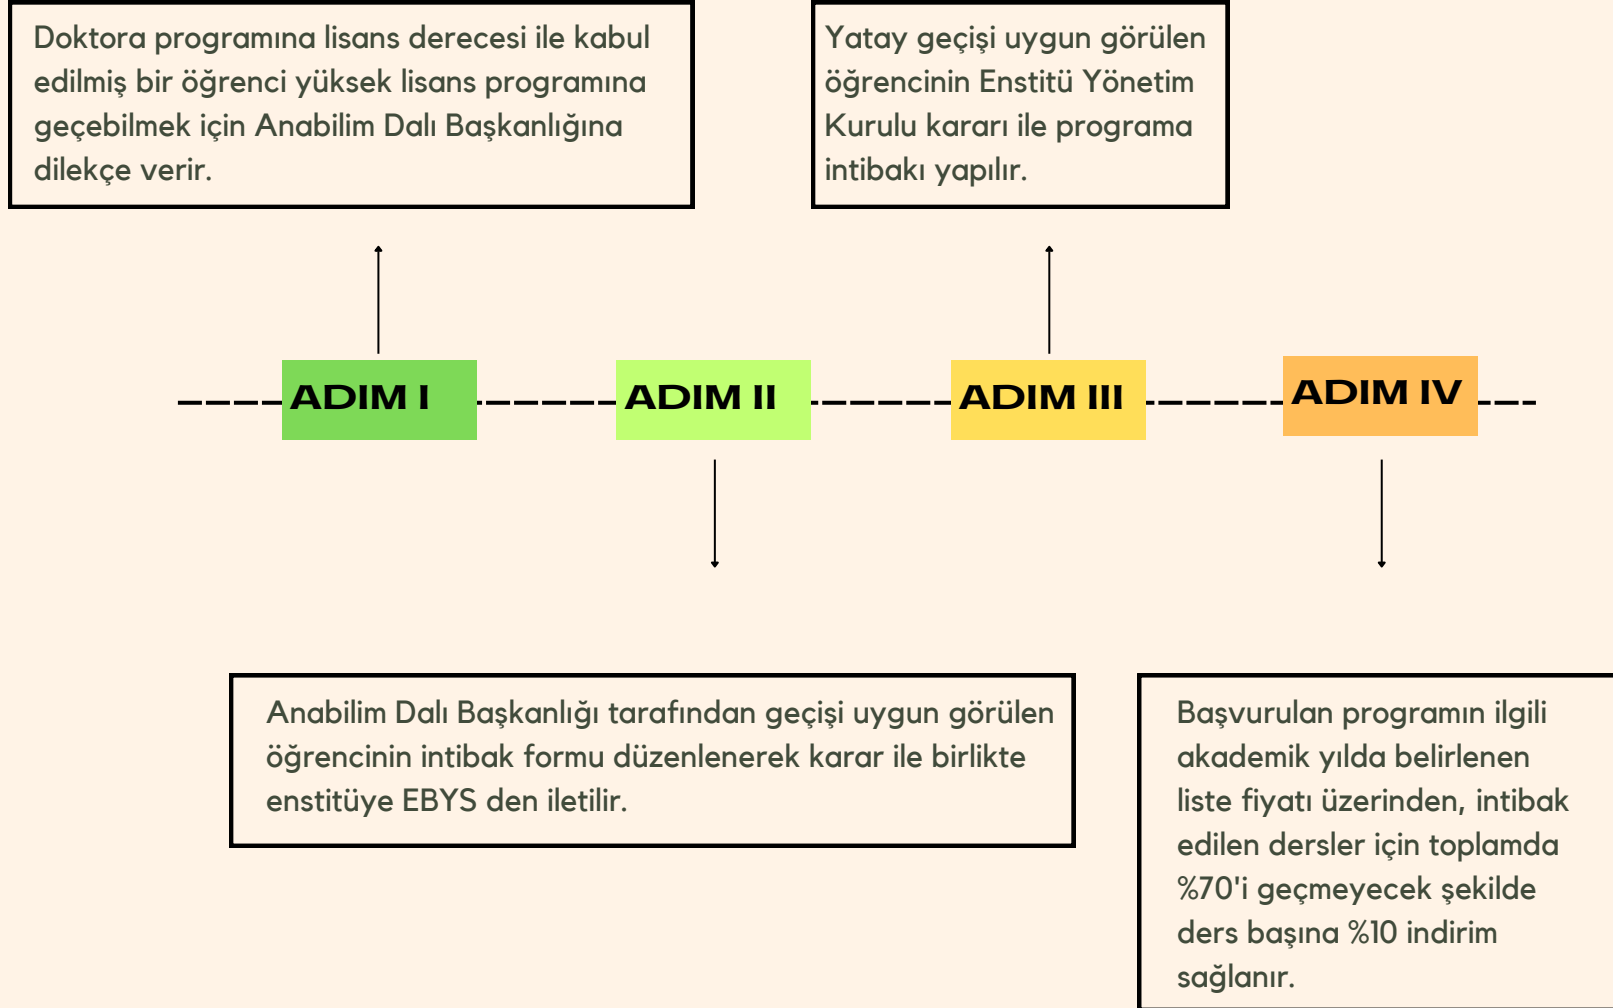 Doktora programına lisans derecesi ile kabul
edilmiş bir öğrenci yüksek lisans programına
geçebilmek için Anabilim Dalı Başkanlığına
dilekçe verir.
Yatay geçişi uygun görülen
öğrencinin Enstitü Yönetim
Kurulu kararı ile programa
intibakı yapılır.
ADIM I
ADIM II
ADIM III
ADIM IV
Anabilim Dalı Başkanlığı tarafından geçişi uygun görülen
öğrencinin intibak formu düzenlenerek karar ile birlikte
enstitüye EBYS den iletilir.
Başvurulan programın ilgili
akademik yılda belirlenen
liste fiyatı üzerinden, intibak
edilen dersler için toplamda
%70'i geçmeyecek şekilde
ders başına %10 indirim
sağlanır.